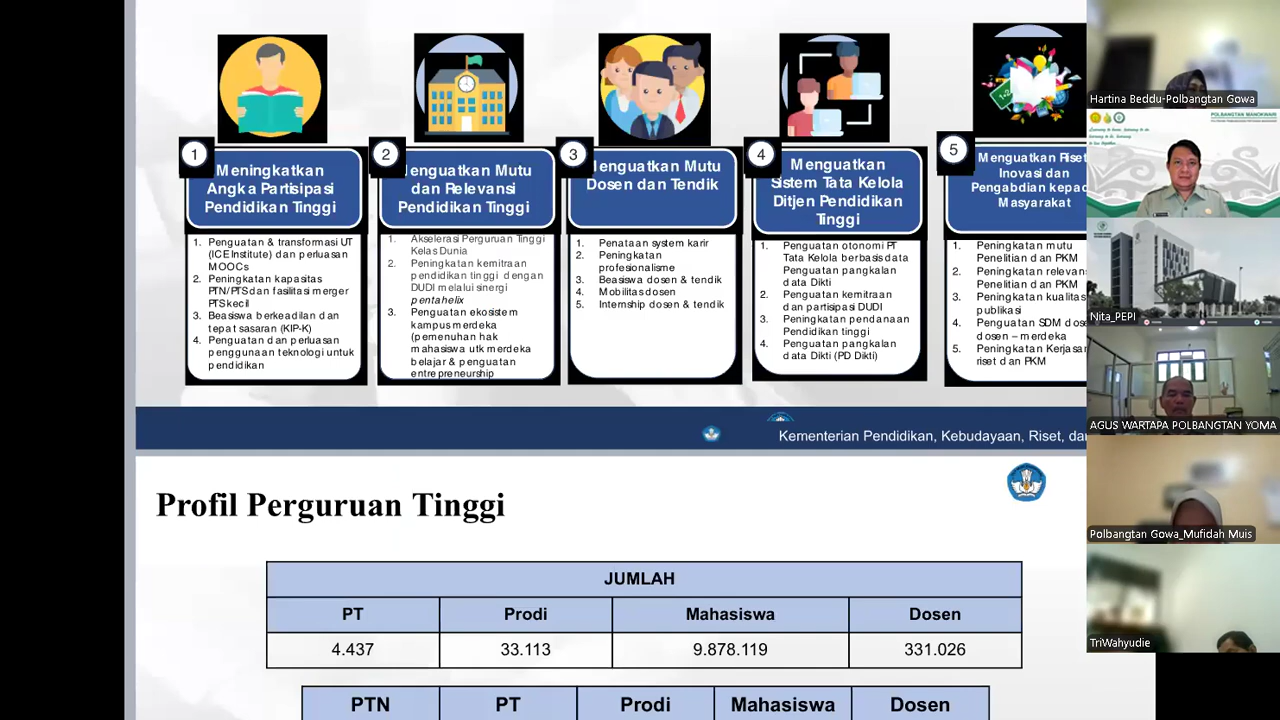 1
Meningkatkan
Angka Partisipasi
Pendidikan Tinggi
1. Penguatan & transformasi UT
(ICE Institute) dan perluasan
MOOCs
2. Peningkatan kapasitas
PTN/PTS dan fasilitasi merger
PTS kecil
3. Beasiswa berkeadilan dan
tepat sasaran (KIP-K)
4. Penguatan dan perluasan
penggunaan teknologi untuk
pendidikan
2
enguatkan Mutu
dan Relevansi
Pendidikan Tinggi
1. Akselerasi Perguruan Tinggi
Kelas Dunia
2. Peningkatan kemitraan
pendidikan tinggi dengan
DUDI melalui sinergi
pentahelix
3. Penguatan ekosistem
kampus merdeka
(pemenuhan hak
mahasiswa utk merdeka
belajar & penguatan
entrepreneurship
3
enguatkan Mutu
Dosen dan Tendik
1. Penataan system karir
2. Peningkatan
profesionalisme
3. Beasiswa dosen & tendik
4. Mobilitas dosen
5. Internship dosen & tendik
4
Menguatkan
Sistem Tata Kelola
Ditjen Pendidikan
Tinggi
1. Penguatan otonomi PT
Tata Kelola berbasis data
Penguatan pangkalan
data Dikti
2. Penguatan kemitraan
dan partisipasi DUDI
3. Peningkatan pendanaan
Pendidikan tinggi
4. Penguatan pangkalan
data Dikti (PD Dikti)
5
Menguatkan Riset
Inovasi dan
Pengabdian kepad
Masyarakat
1. Peningkatan mutu
Penelitian dan PKM
2. Peningkatan relevan
Penelitian dan PKM
3. Peningkatan kualitas
publikasi
4. Penguatan SDM dose
dosen – merdeka
5. Peningkatan Kerjasam
riset dan PKM
Kementerian Pendidikan, Kebudayaan, Riset, dan
Profil Perguruan Tinggi
JUMLAH
PT Prodi Mahasiswa Dosen
4.437 33.113 9.878.119 331.026
PTN PT Prodi Mahasiswa Dosen
Hartina Beddu-Polbangtan Gowa
POLBANGTAN MANOKWARI
Nita_PEPI
AGUS WARTAPA POLBANGTAN YOMA
Polbangtan Gowa_Mufidah Muis
TriWahyudie